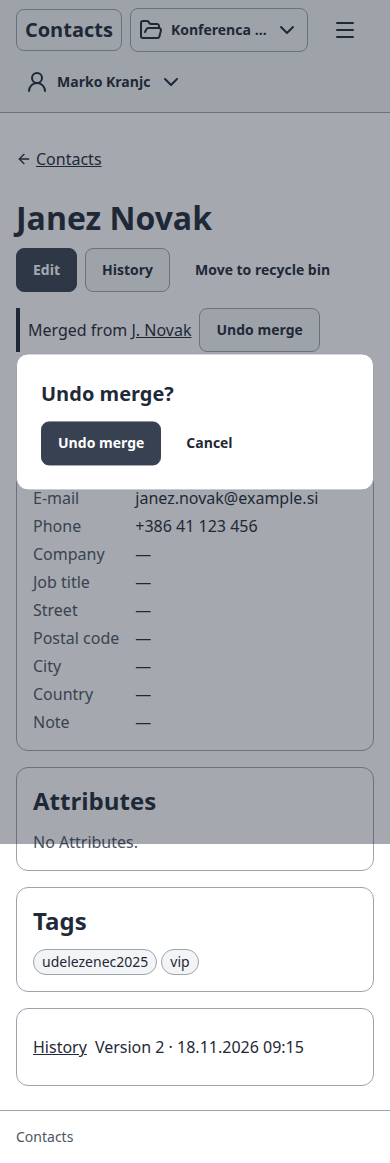 Contacts
Konferenca ...
Marko Kranjc
← Contacts
Janez Novak
Edit
History
Move to recycle bin
Merged from J. Novak
Undo merge
Undo merge?
Undo merge
Cancel
E-mail janez.novak@example.si
Phone +386 41 123 456
Company —
Job title —
Street —
Postal code —
City —
Country —
Note —
Attributes
No Attributes.
Tags
udelezenec2025
vip
History Version 2 · 18.11.2026 09:15
Contacts